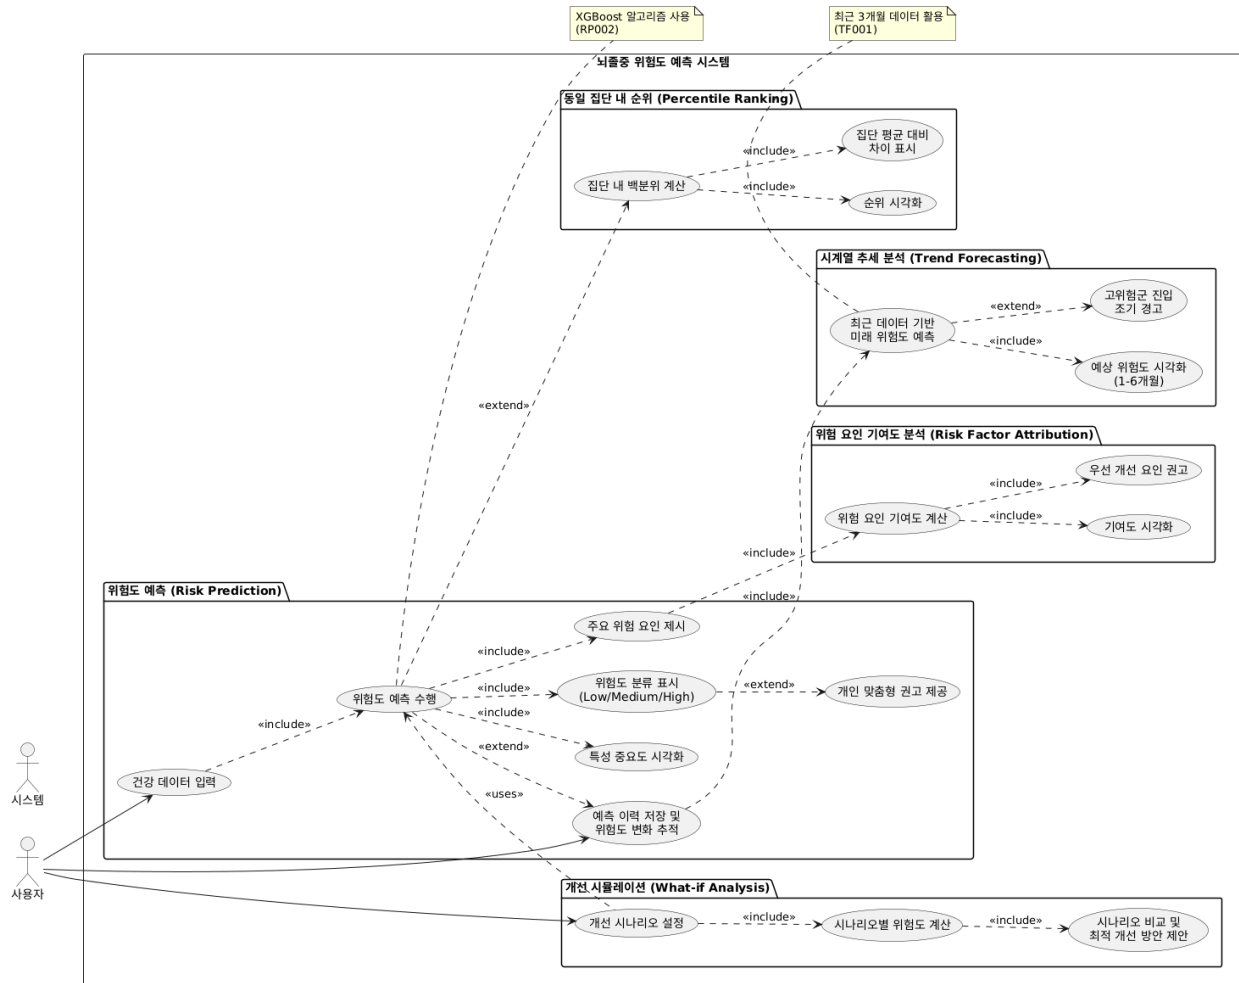 XGBoost 알고리즘 사용
(RP002)
최근 3개월 데이터 활용
(TF001)
뇌졸중 위험도 예측 시스템
동일 집단 내 순위 (Percentile Ranking)
집단 평균 대비
차이 표시
«include»
집단 내 백분위 계산
«include»
순위 시각화
시계열 추세 분석 (Trend Forecasting)
고위험군 진입
조기 경고
«extend»
최근 데이터 기반
미래 위험도 예측
«include»
예상 위험도 시각화
(1-6개월)
«extend»
위험 요인 기여도 분석 (Risk Factor Attribution)
우선 개선 요인 권고
«include»
위험 요인 기여도 계산
«include»
기여도 시각화
«include»
«include»
위험도 예측 (Risk Prediction)
주요 위험 요인 제시
«include»
위험도 예측 수행
«include»
위험도 분류 표시
(Low/Medium/High)
«extend»
개인 맞춤형 권고 제공
«include»
«include»
특성 중요도 시각화
«extend»
건강 데이터 입력
«uses»
예측 이력 저장 및
위험도 변화 추적
시스템
사용자
개선 시뮬레이션 (What-if Analysis)
개선 시나리오 설정
«include»
시나리오별 위험도 계산
«include»
시나리오 비교 및
최적 개선 방안 제안